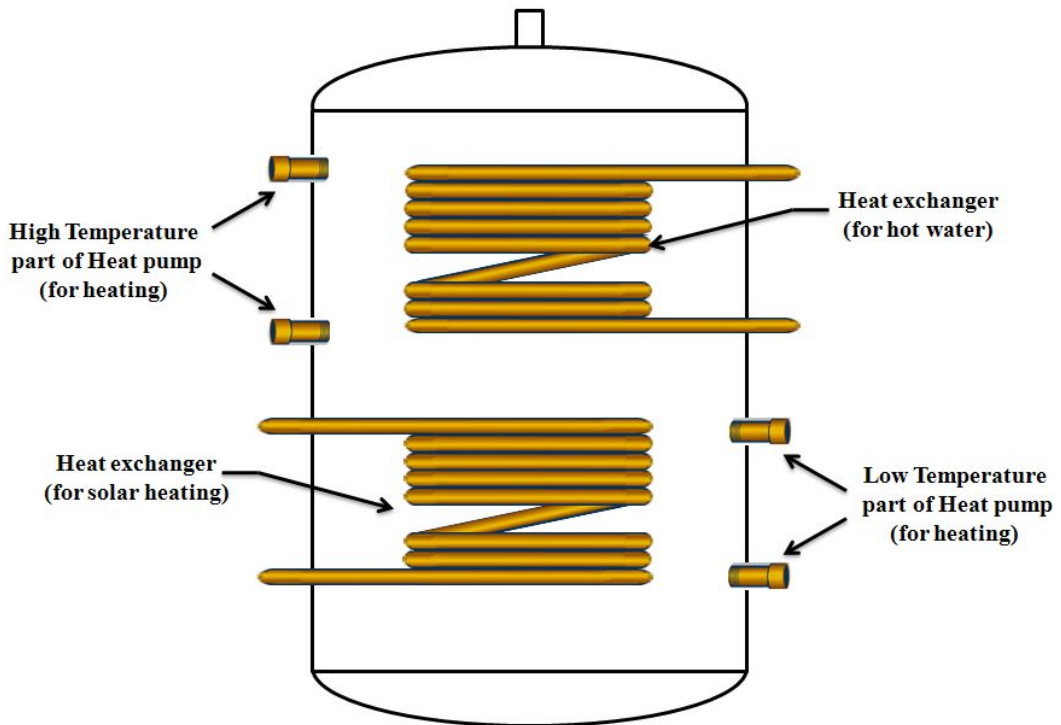 High Temperature
part of Heat pump
(for heating)
Heat exchanger
(for hot water)
Heat exchanger
(for solar heating)
Low Temperature
part of Heat pump
(for heating)